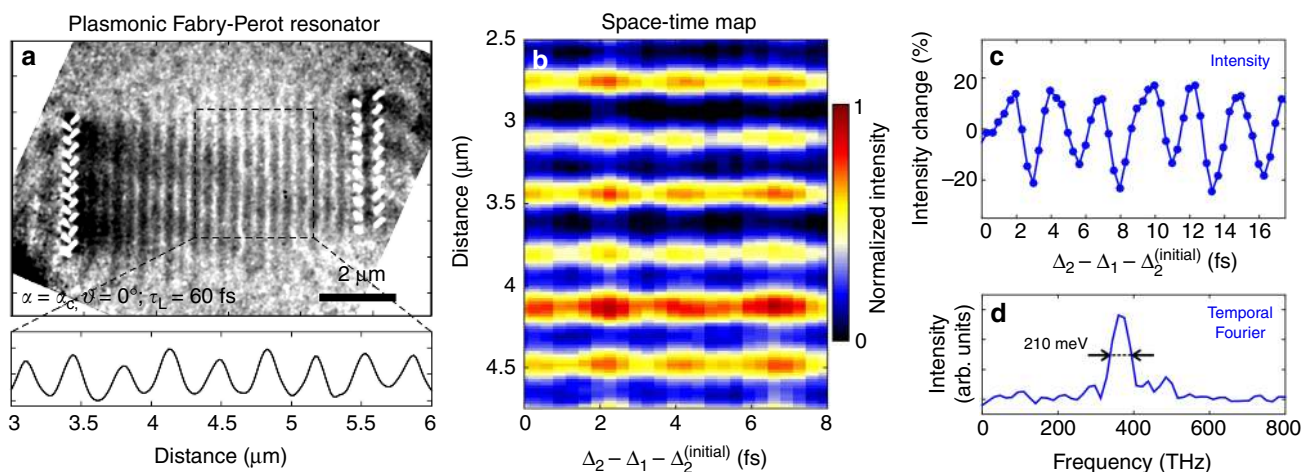 Plasmonic Fabry-Perot resonator
a
α = α_c, ϑ = 0°; τ_L = 60 fs
2 μm
3 3.5 4 4.5 5 5.5 6
Distance (μm)
Space-time map
b
2.5
3
3.5
4
4.5
Distance (μm)
0 2 4 6 8
Δ₂ – Δ₁ – Δ₂^(initial) (fs)
1
0
Normalized intensity
c
Intensity
Intensity change (%)
20
0
–20
0 2 4 6 8 10 12 14 16
Δ₂ – Δ₁ – Δ₂^(initial) (fs)
d
Temporal
Fourier
210 meV
Intensity
(arb. units)
0 200 400 600 800
Frequency (THz)